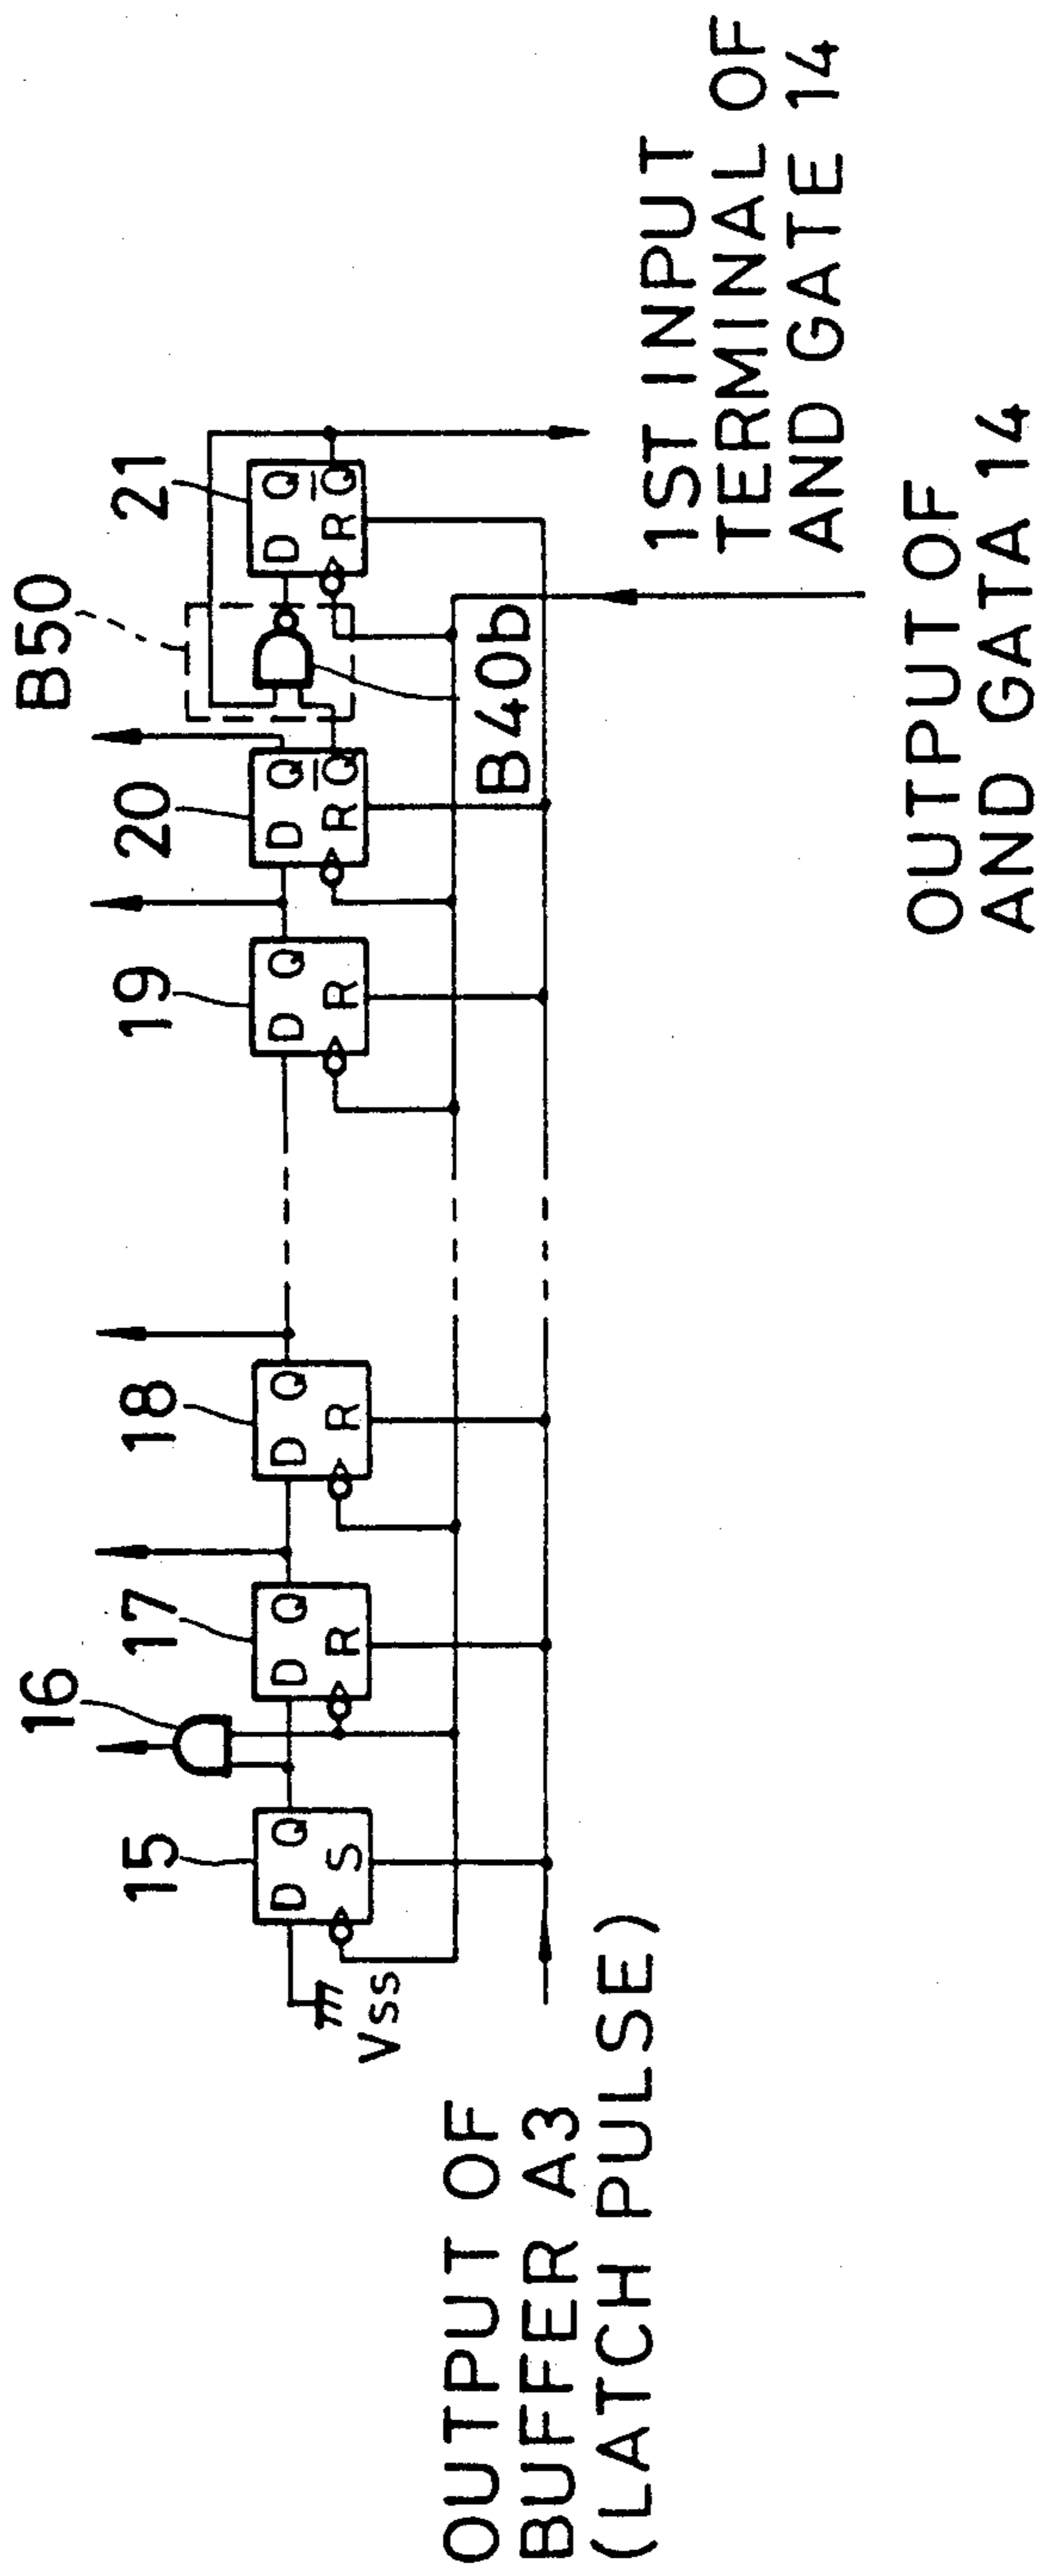 15
16
17
18
19
20
B50
21
D Q
S
D Q
R
D Q
R
D Q
R
D Q
R Q
D Q
R Q
Vss
B40b
OUTPUT OF
BUFFER A3
(LATCH PULSE)
1ST INPUT
TERMINAL OF
AND GATE 14
OUTPUT OF
AND GATA 14